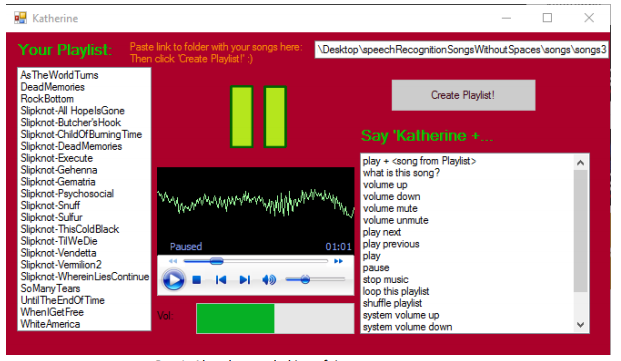 Katherine
Your Playlist:
Paste link to folder with your songs here:
Then click 'Create Playlist!' :)
\Desktop\speechRecognitionSongsWithoutSpaces\songs\songs3
Create Playlist!
AsTheWorldTurns
DeadMemories
RockBottom
Slipknot-All HopeIsGone
Slipknot-Butcher'sHook
Slipknot-ChildOfBurningTime
Slipknot-DeadMemories
Slipknot-Execute
Slipknot-Gehenna
Slipknot-Gematria
Slipknot-Psychosocial
Slipknot-Snuff
Slipknot-Sulfur
Slipknot-ThisColdBlack
Slipknot-TilWeDie
Slipknot-Vendetta
Slipknot-Vermilion2
Slipknot-WhereinLiesContinue
SoManyTears
UntilTheEndOfTime
WhenIGetFree
WhiteAmerica
Paused
01:01
Vol:
Say 'Katherine +...
play + <song from Playlist>
what is this song?
volume up
volume down
volume mute
volume unmute
play next
play previous
play
pause
stop music
loop this playlist
shuffle playlist
system volume up
system volume down